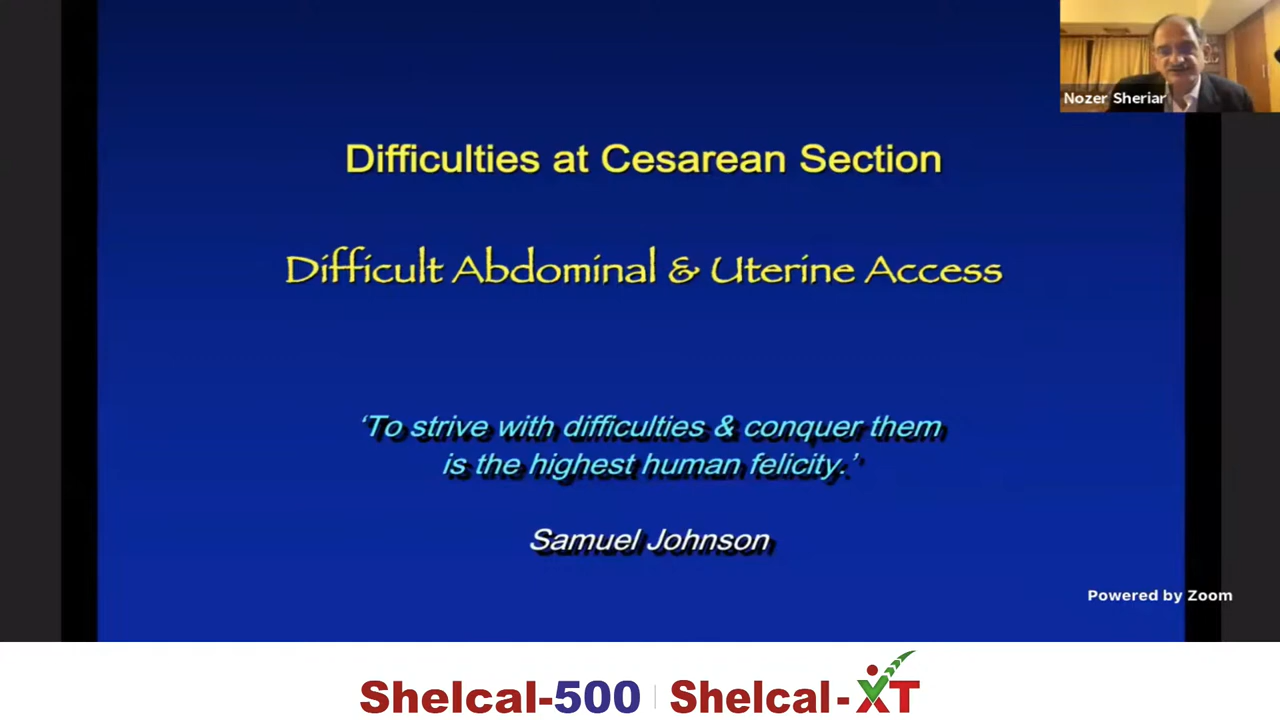 Nozer Sheriar
Difficulties at Cesarean Section
Difficult Abdominal & Uterine Access
‘To strive with difficulties & conquer them
is the highest human felicity.’
Samuel Johnson
Powered by Zoom
Shelcal-500 Shelcal-XT